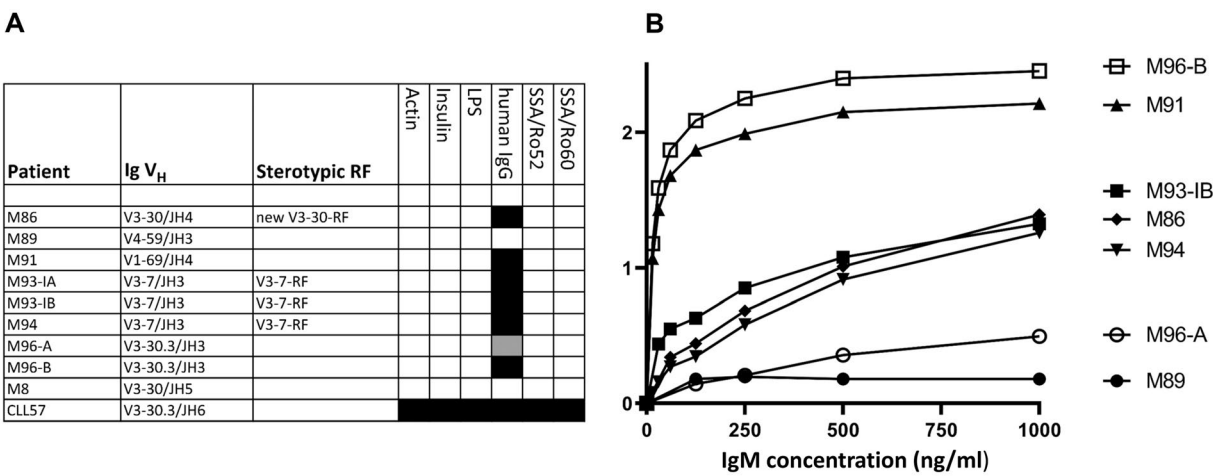 A
Patient Ig VH Sterotypic RF Actin Insulin LPS human IgG SSA/Ro52 SSA/Ro60
M86 V3-30/JH4 new V3-30-RF
M89 V4-59/JH3
M91 V1-69/JH4
M93-IA V3-7/JH3 V3-7-RF
M93-IB V3-7/JH3 V3-7-RF
M94 V3-7/JH3 V3-7-RF
M96-A V3-30.3/JH3
M96-B V3-30.3/JH3
M8 V3-30/JH5
CLL57 V3-30.3/JH6
B
2
1
0
0 250 500 750 1000
IgM concentration (ng/ml)
M96-B
M91
M93-IB
M86
M94
M96-A
M89